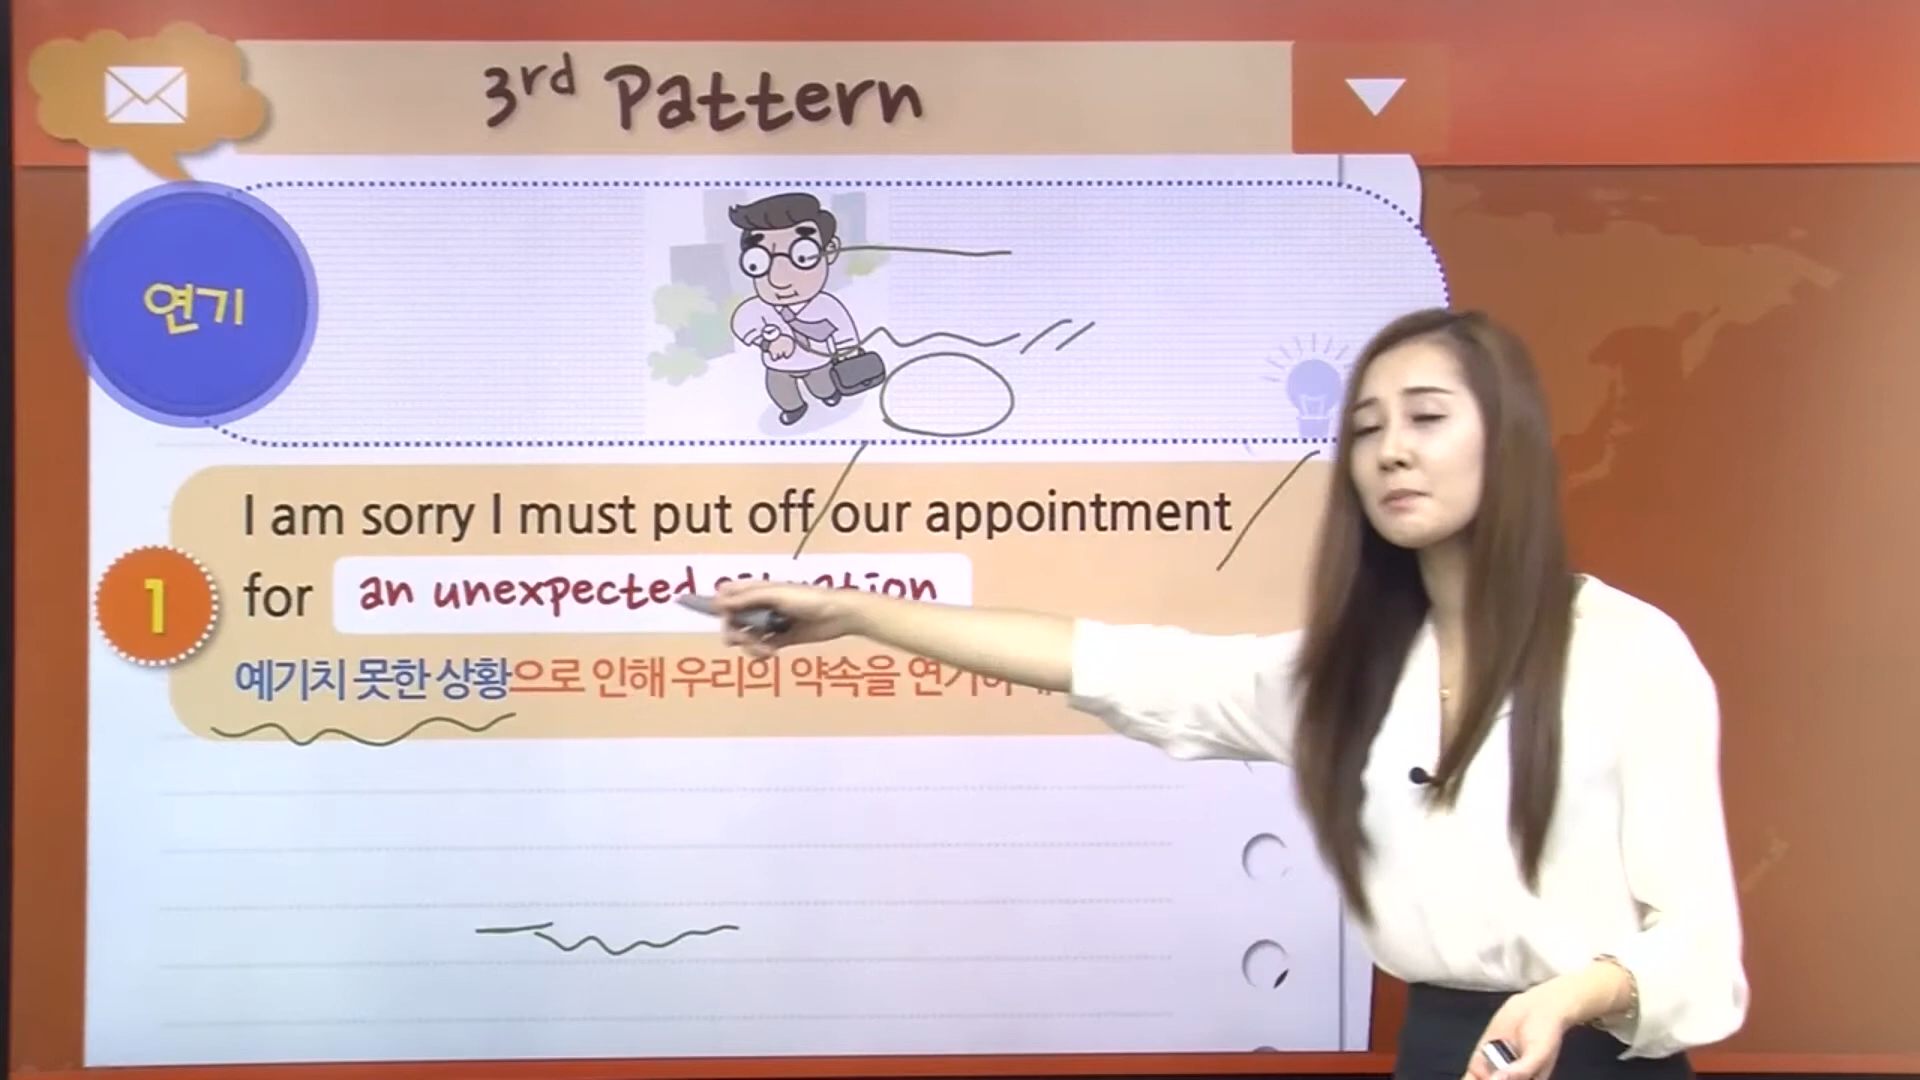 3rd Pattern
연기
I am sorry I must put off our appointment
1
for an unexpected situation
예기치 못한 상황으로 인해 우리의 약속을